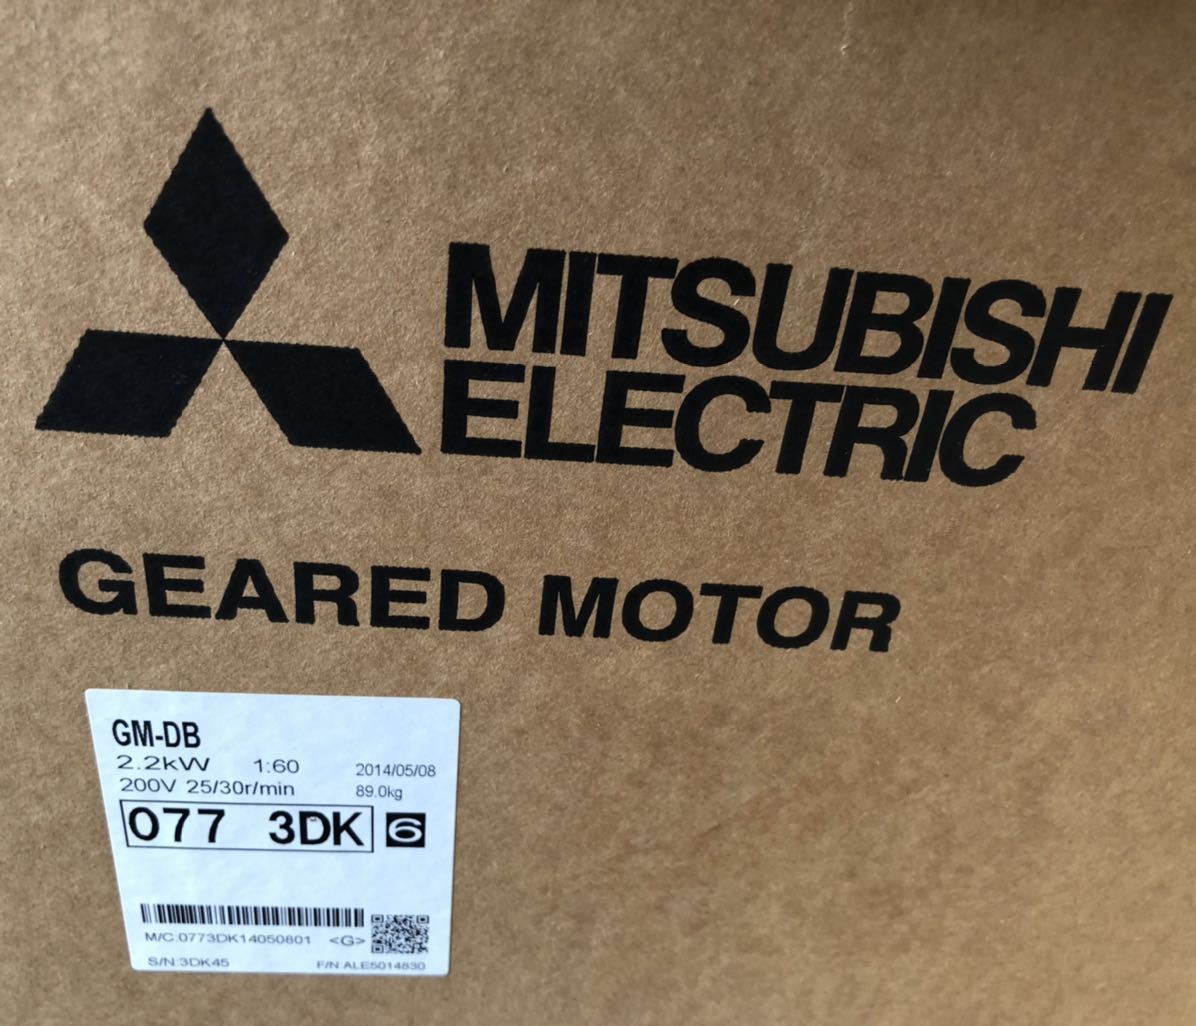 MITSUBISHI
ELECTRIC
GEARED MOTOR
GM-DB
2.2kW 1:60 2014/05/08
200V 25/30r/min 89.0kg
077 3DK 6
M/C:0773DK14050801 <G>
S/N:3DK45 F/N:ALE5014830